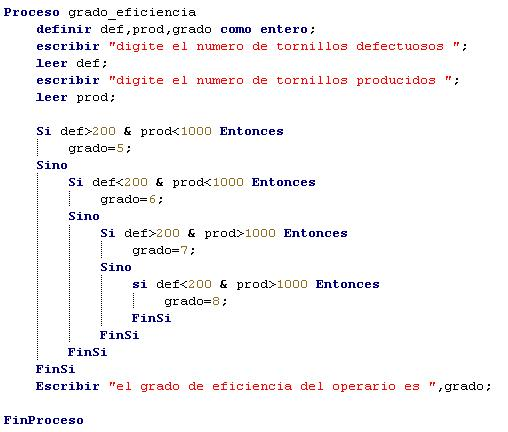 Proceso grado_eficiencia
definir def,prod,grado como entero;
escribir "digite el numero de tornillos defectuosos ";
leer def;
escribir "digite el numero de tornillos producidos ";
leer prod;
Si def>200 & prod<1000 Entonces
grado=5;
Sino
Si def<200 & prod<1000 Entonces
grado=6;
Sino
Si def>200 & prod>1000 Entonces
grado=7;
Sino
si def<200 & prod>1000 Entonces
grado=8;
FinSi
FinSi
FinSi
FinSi
Escribir "el grado de eficiencia del operario es ",grado;
FinProceso